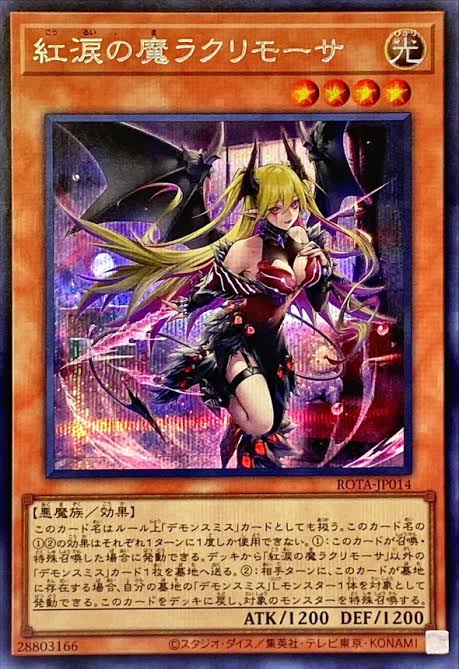 紅涙の魔ラクリモーサ
光
ROTA-JP014
【悪魔族／効果】
このカード名はルール上「デモンスミス」カードとしても扱う。このカード名の
①②の効果はそれぞれ1ターンに1度しか使用できない。①：このカードが召喚・
特殊召喚した場合に発動できる。デッキから「紅涙の魔ラクリモーサ」以外の
「デモンスミス」カード1枚を墓地へ送る。②：相手ターンに、このカードが墓地
に存在する場合、自分の墓地の「デモンスミス」Lモンスター1体を対象として
発動できる。このカードをデッキに戻し、対象のモンスターを特殊召喚する。
ATK/1200 DEF/1200
28803166
©スタジオ・ダイス／集英社・テレビ東京・KONAMI